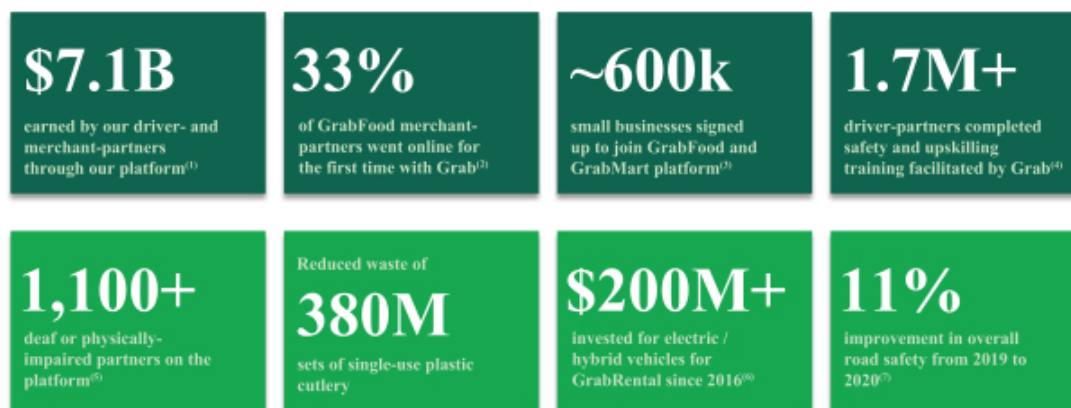 $7.1B
earned by our driver- and
merchant-partners
through our platform(1)
33%
of GrabFood merchant-
partners went online for
the first time with Grab(2)
~600k
small businesses signed
up to join GrabFood and
GrabMart platform(3)
1.7M+
driver-partners completed
safety and upskilling
training facilitated by Grab(4)
1,100+
deaf or physically-
impaired partners on the
platform(5)
Reduced waste of
380M
sets of single-use plastic
cutlery
$200M+
invested for electric /
hybrid vehicles for
GrabRental since 2016(6)
11%
improvement in overall
road safety from 2019 to
2020(7)